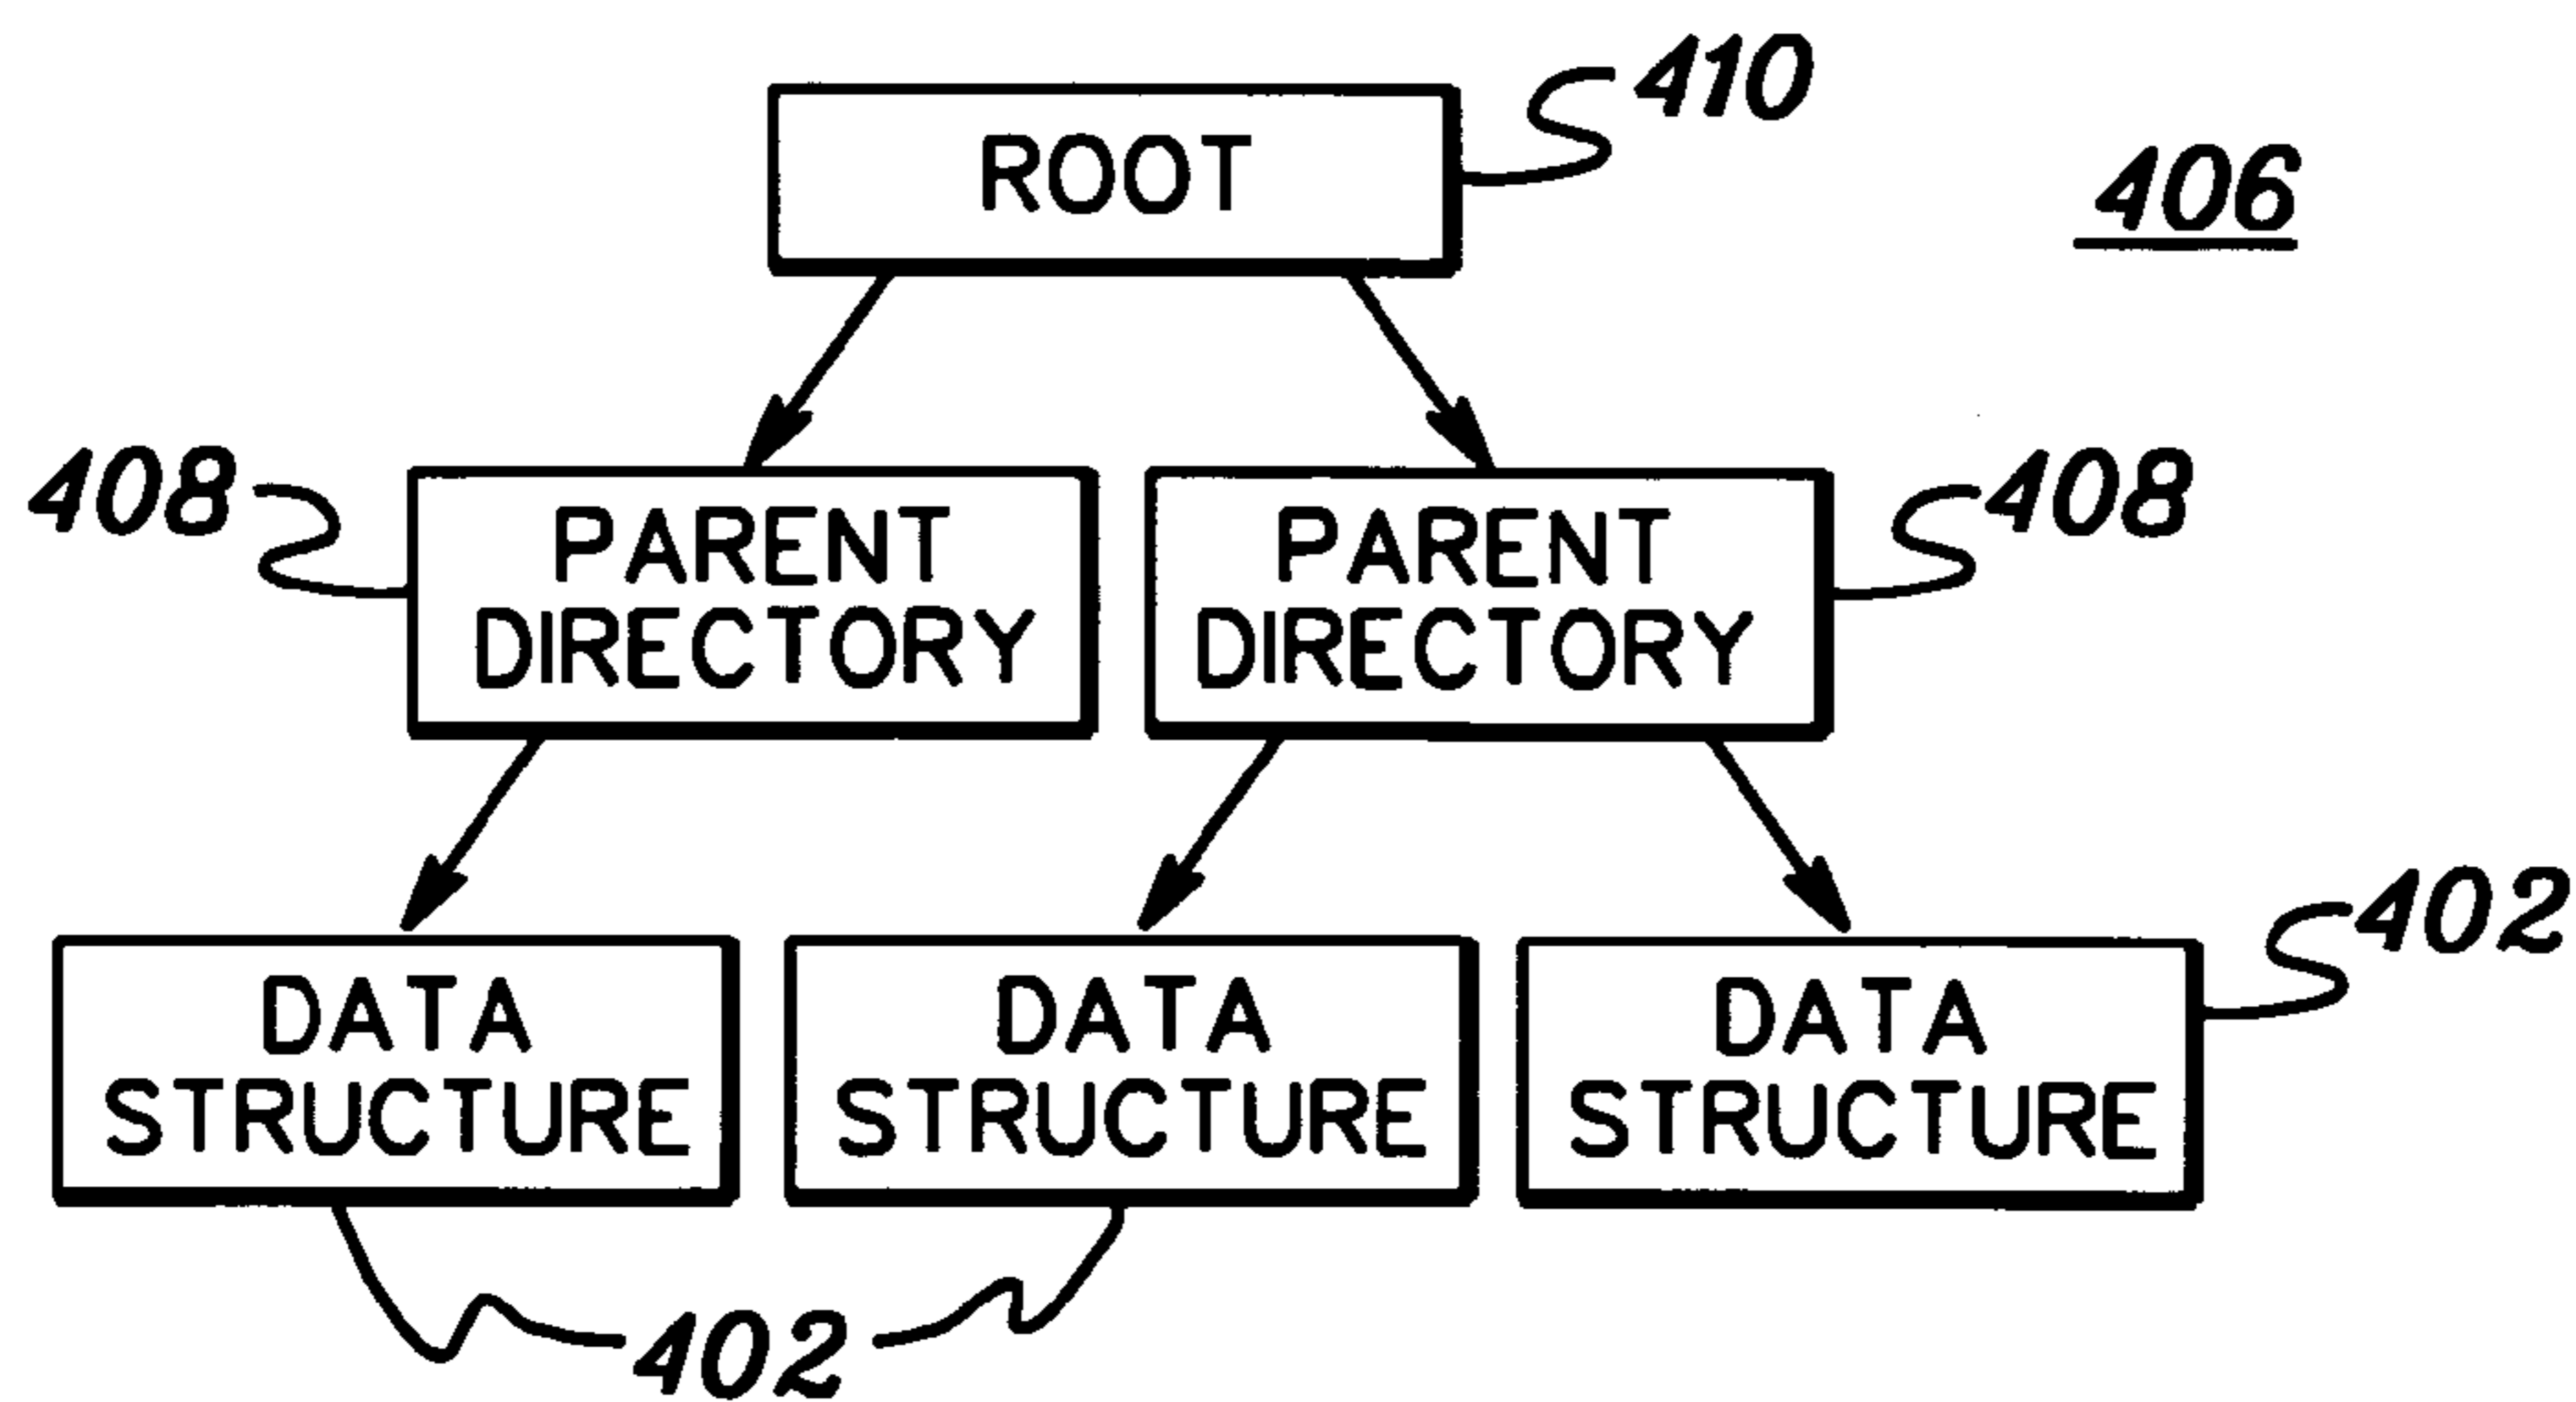 410
ROOT
406
408
PARENT
DIRECTORY
PARENT
DIRECTORY
408
DATA
STRUCTURE
DATA
STRUCTURE
DATA
STRUCTURE
402
402